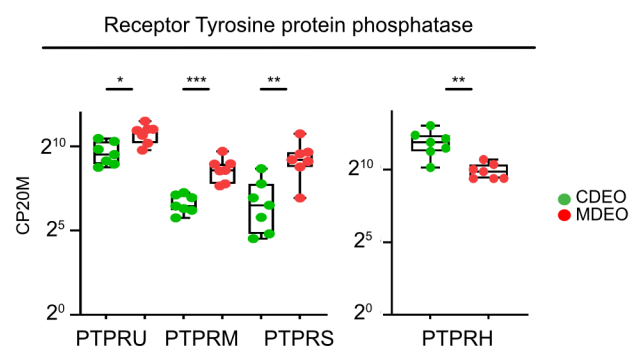 Receptor Tyrosine protein phosphatase
* *** ** **
CP20M
2^10 2^10
2^5 2^5
2^0 2^0
CDEO
MDEO
PTPRU PTPRM PTPRS PTPRH